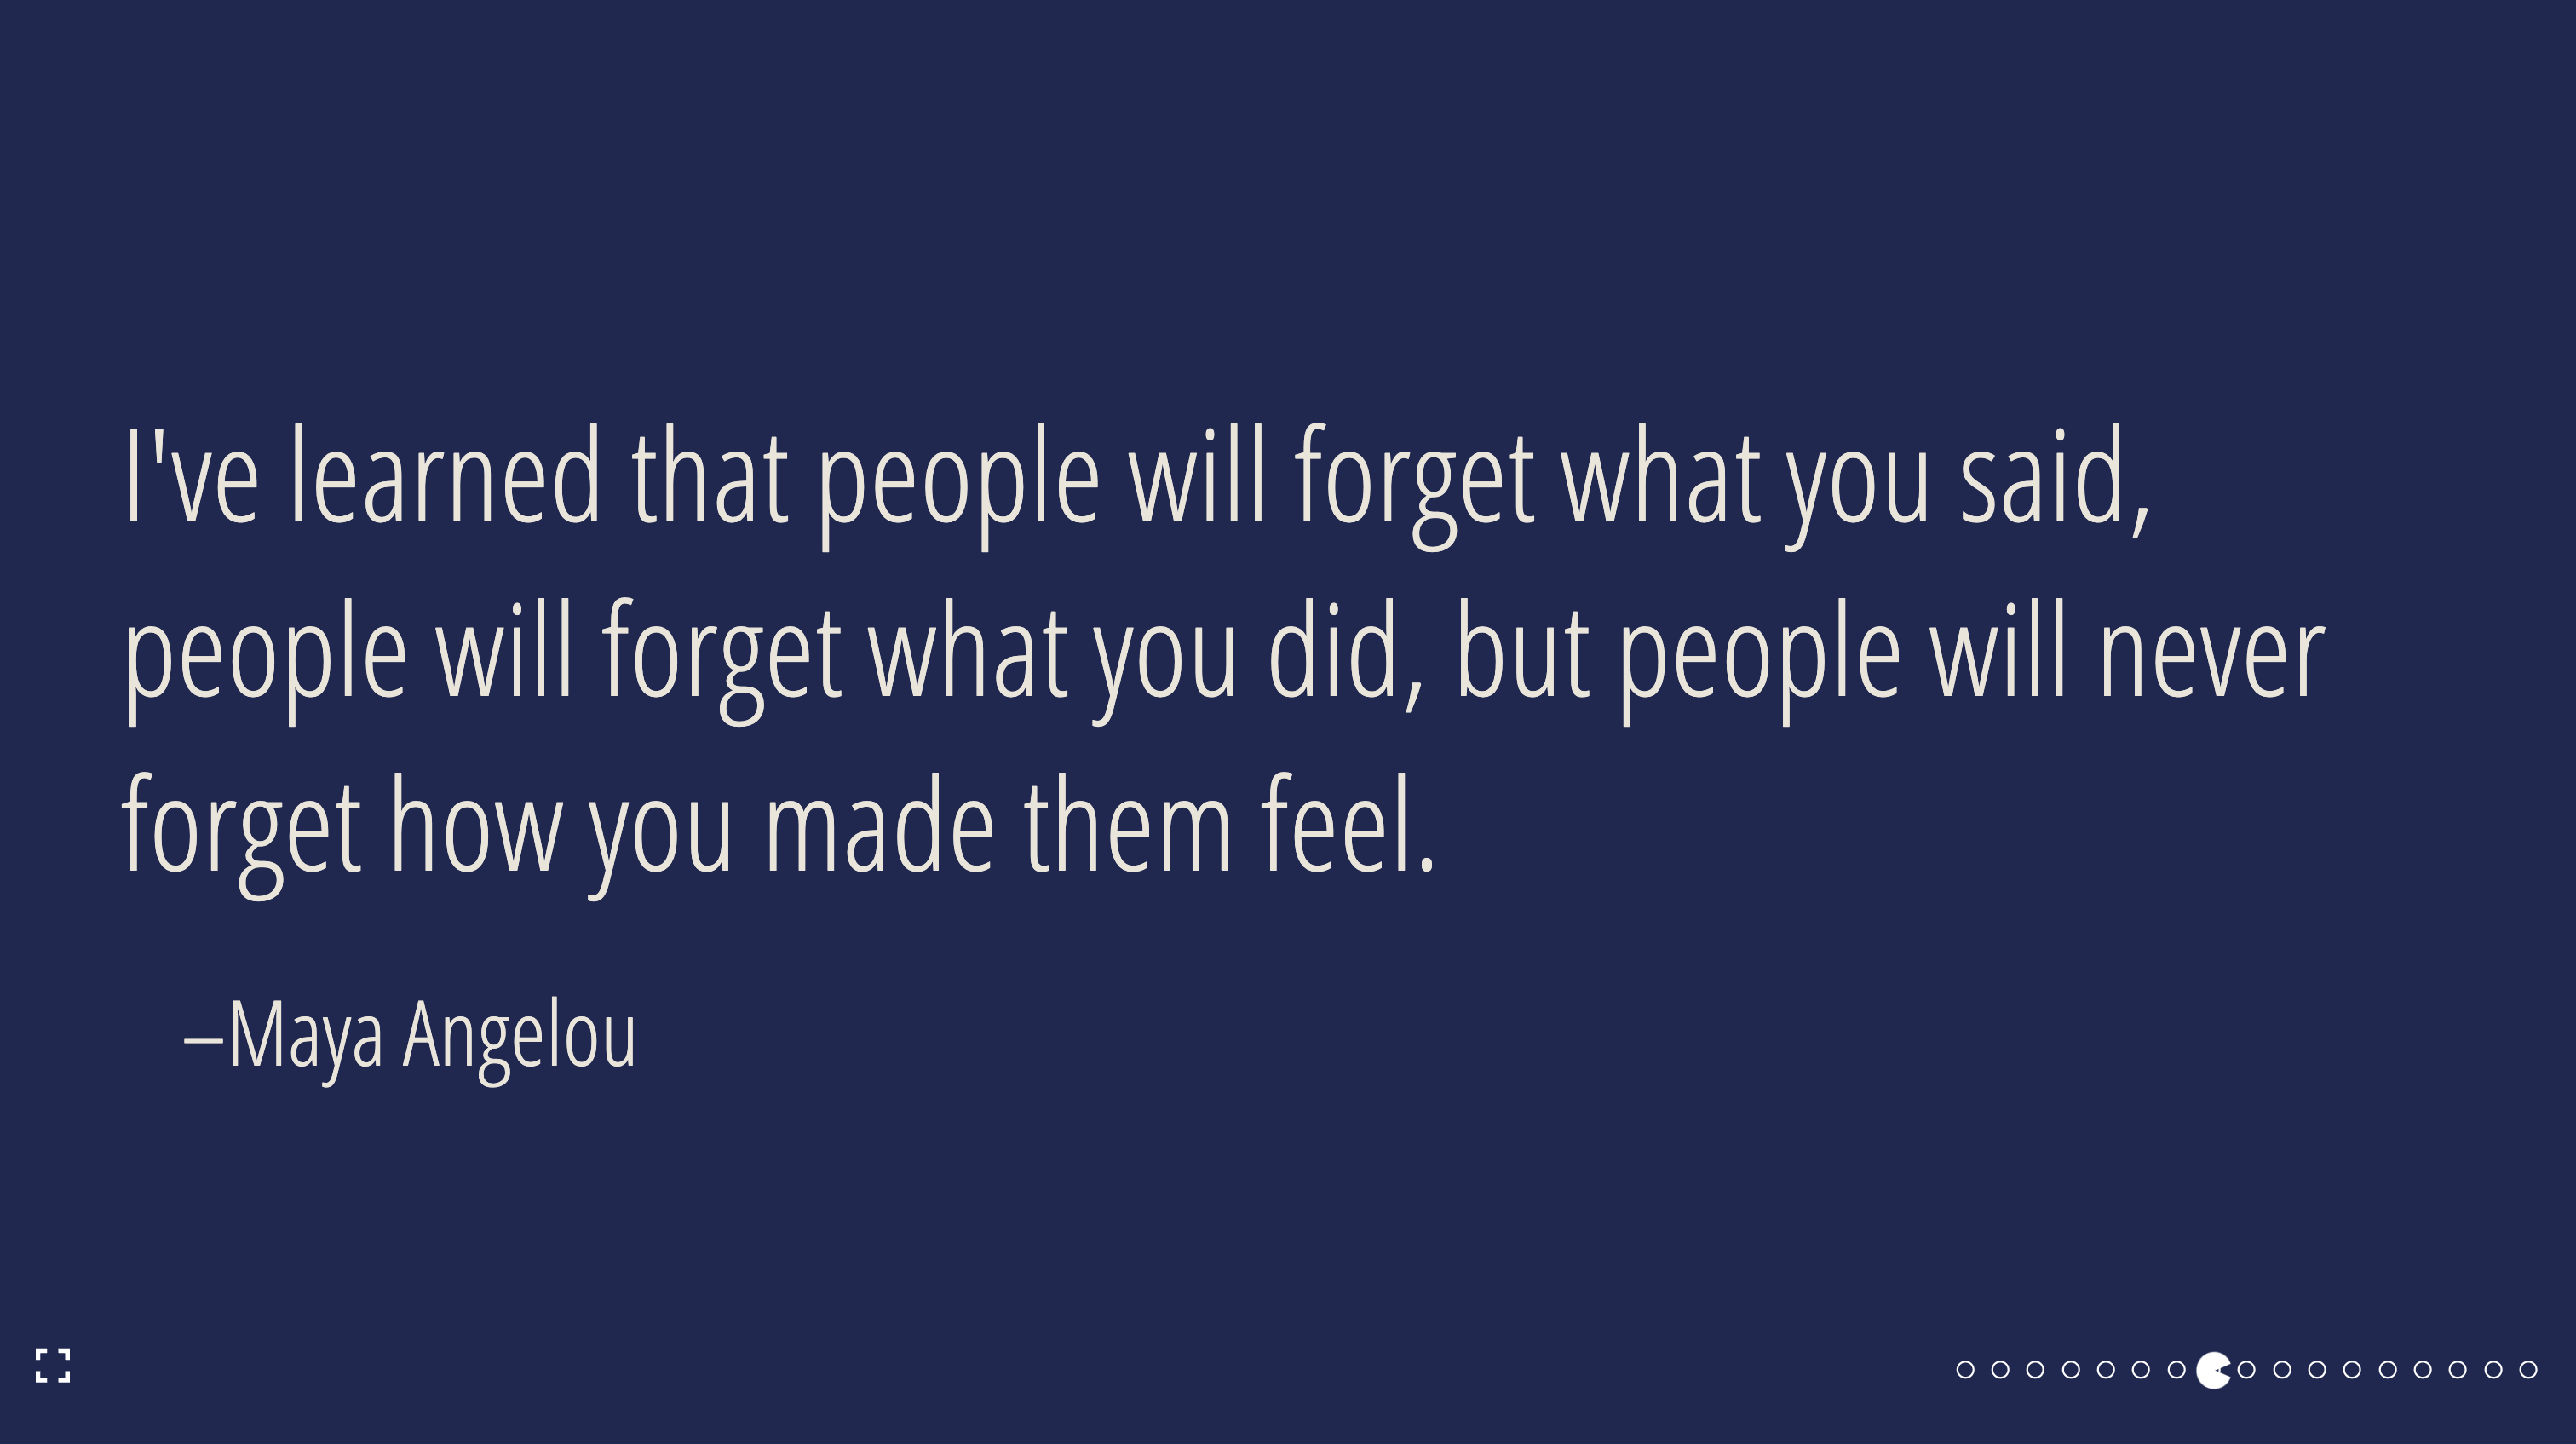 I've learned that people will forget what you said,
people will forget what you did, but people will never
forget how you made them feel.
–Maya Angelou